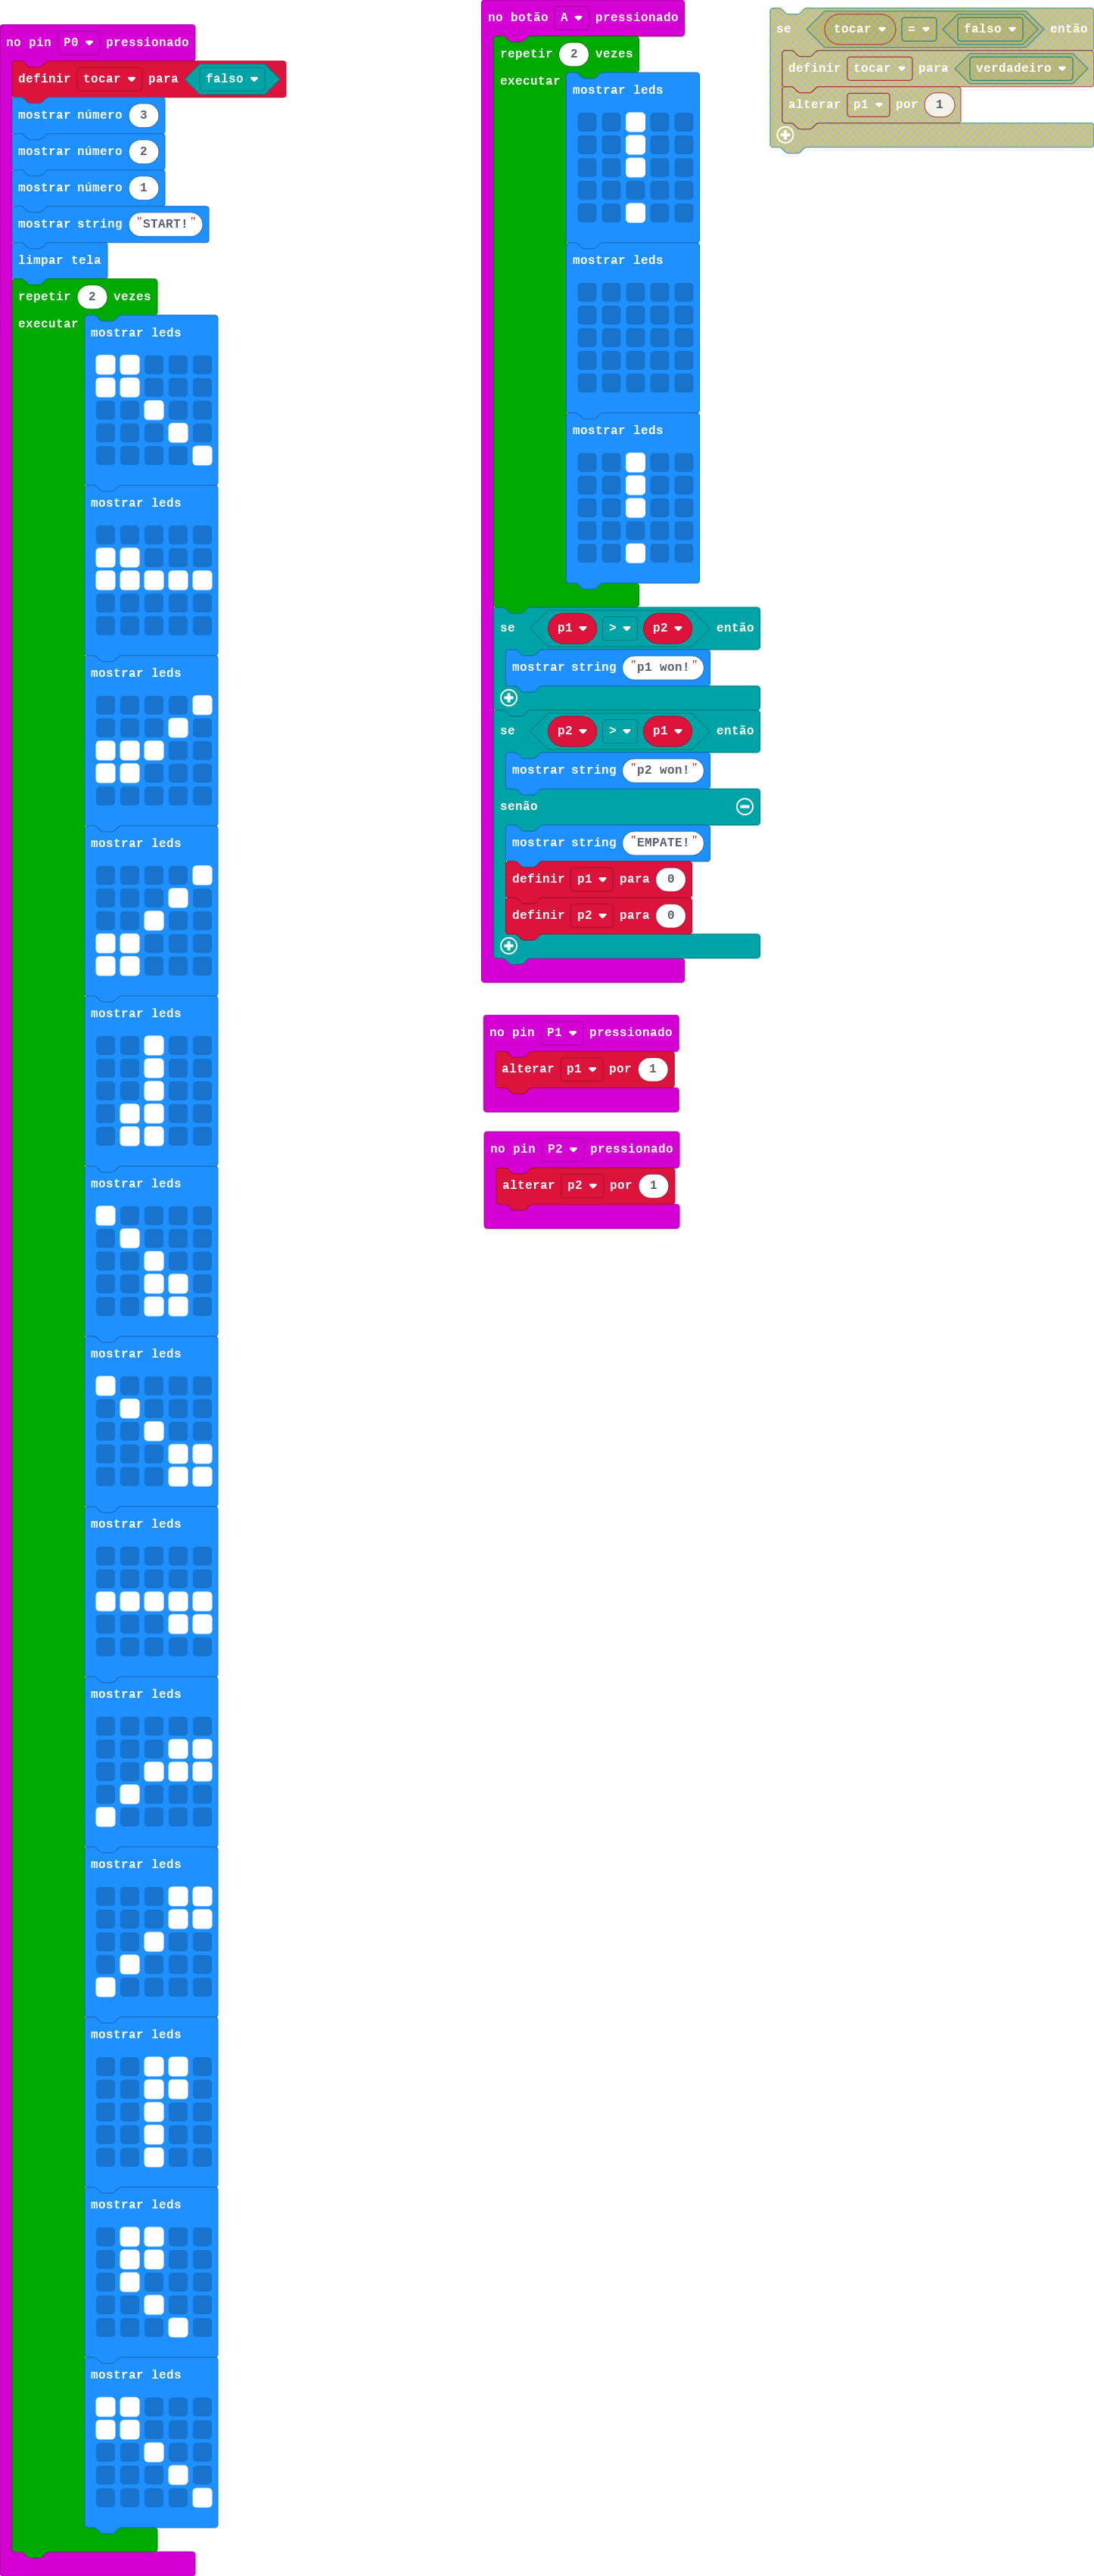 no pin P0 pressionado
definir tocar para falso
mostrar número 3
mostrar número 2
mostrar número 1
mostrar string "START!"
limpar tela
repetir 2 vezes
executar
mostrar leds
mostrar leds
mostrar leds
mostrar leds
mostrar leds
mostrar leds
mostrar leds
mostrar leds
mostrar leds
mostrar leds
mostrar leds
mostrar leds
mostrar leds
no botão A pressionado
repetir 2 vezes
executar
mostrar leds
mostrar leds
mostrar leds
se p1 > p2 então
mostrar string "p1 won!"
se p2 > p1 então
mostrar string "p2 won!"
senão
mostrar string "EMPATE!"
definir p1 para 0
definir p2 para 0
no pin P1 pressionado
alterar p1 por 1
no pin P2 pressionado
alterar p2 por 1
se tocar = falso então
definir tocar para verdadeiro
alterar p1 por 1